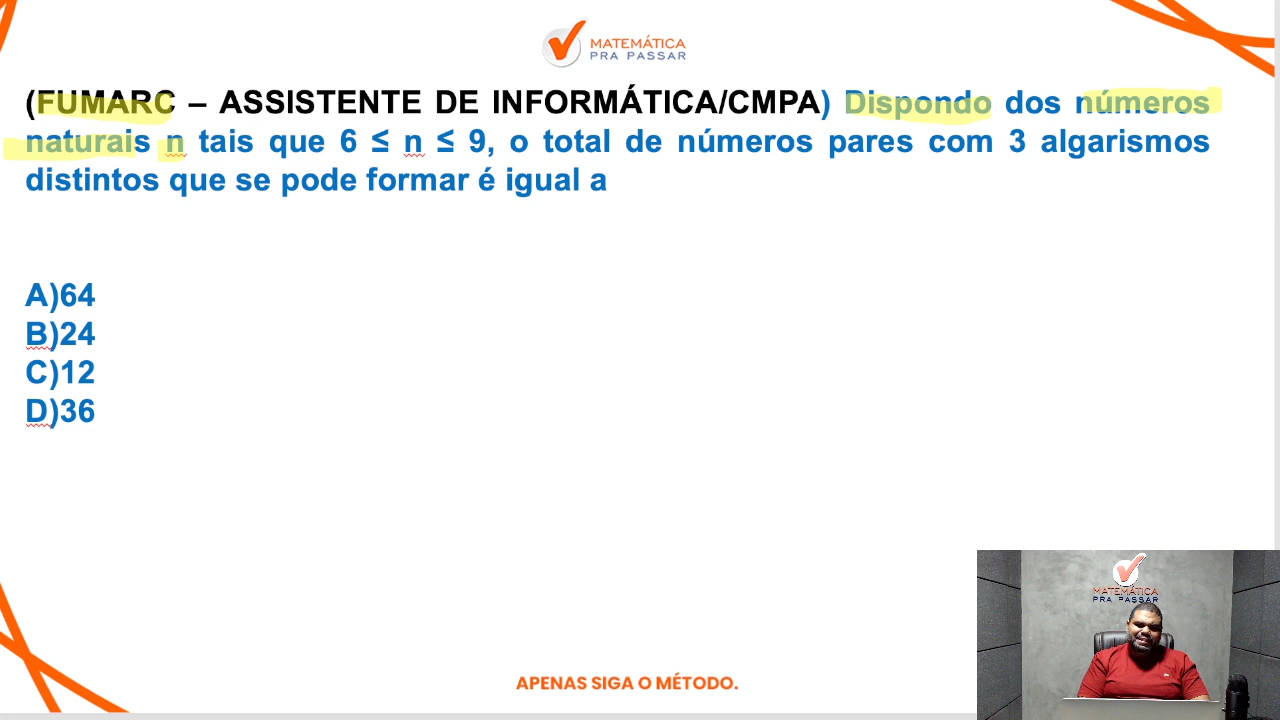 MATEMÁTICA
PRA PASSAR
(FUMARC – ASSISTENTE DE INFORMÁTICA/CMPA) Dispondo dos números
naturais n tais que 6 ≤ n ≤ 9, o total de números pares com 3 algarismos
distintos que se pode formar é igual a
A)64
B)24
C)12
D)36
MATEMÁTICA
PRA PASSAR
APENAS SIGA O MÉTODO.